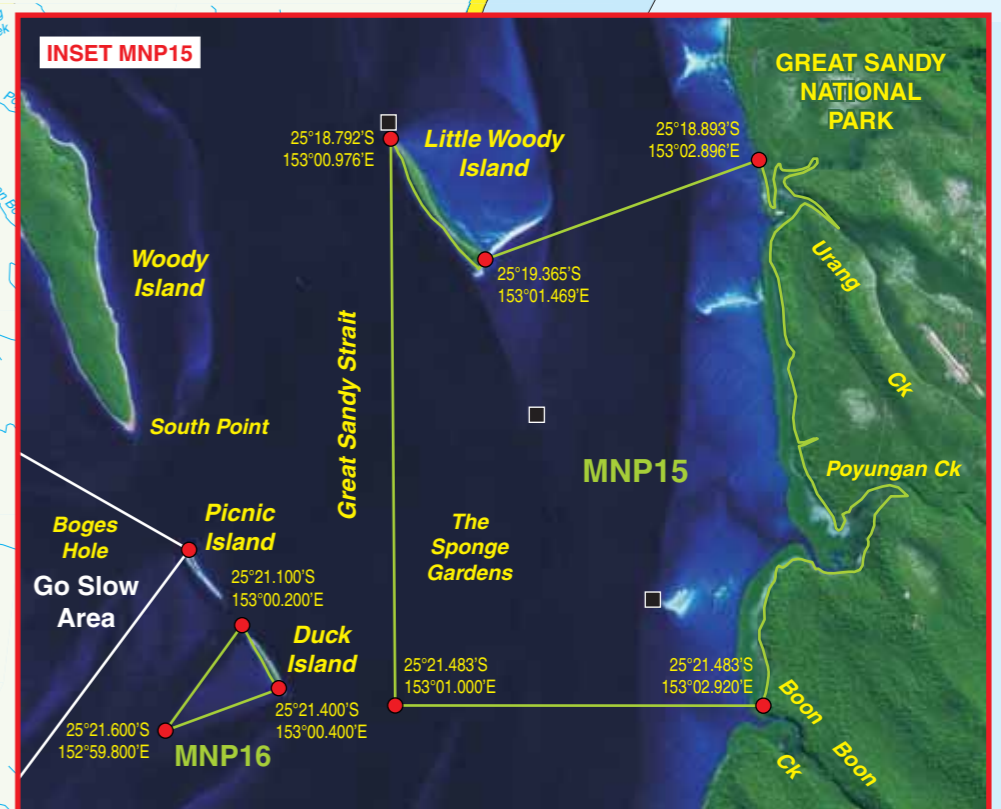 INSET MNP15
GREAT SANDY
NATIONAL
PARK
25°18.792'S
153°00.976'E
Little Woody
Island
25°18.893'S
153°02.896'E
Woody
Island
25°19.365'S
153°01.469'E
Urang
Ck
Great Sandy Strait
South Point
MNP15
Poyungan Ck
Boges
Hole
Picnic
Island
The
Sponge
Gardens
Go Slow
Area
25°21.100'S
153°00.200'E
Duck
Island
25°21.483'S
153°01.000'E
25°21.483'S
153°02.920'E
25°21.400'S
153°00.400'E
25°21.600'S
152°59.800'E
MNP16
Boon
Boon
Ck